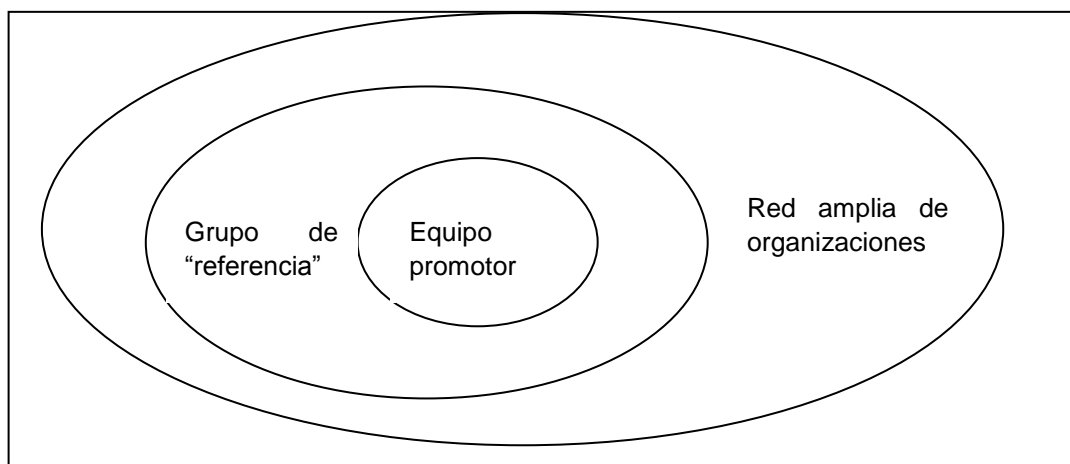 Grupo de
“referencia”
Equipo
promotor
Red amplia de
organizaciones